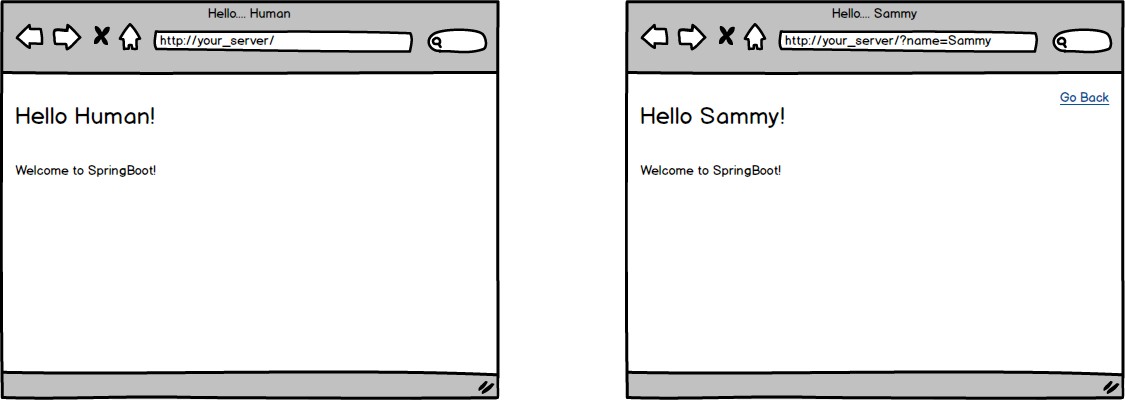 Hello.... Human
http://your_server/
Hello Human!
Welcome to SpringBoot!
Hello.... Sammy
http://your_server/?name=Sammy
Go Back
Hello Sammy!
Welcome to SpringBoot!